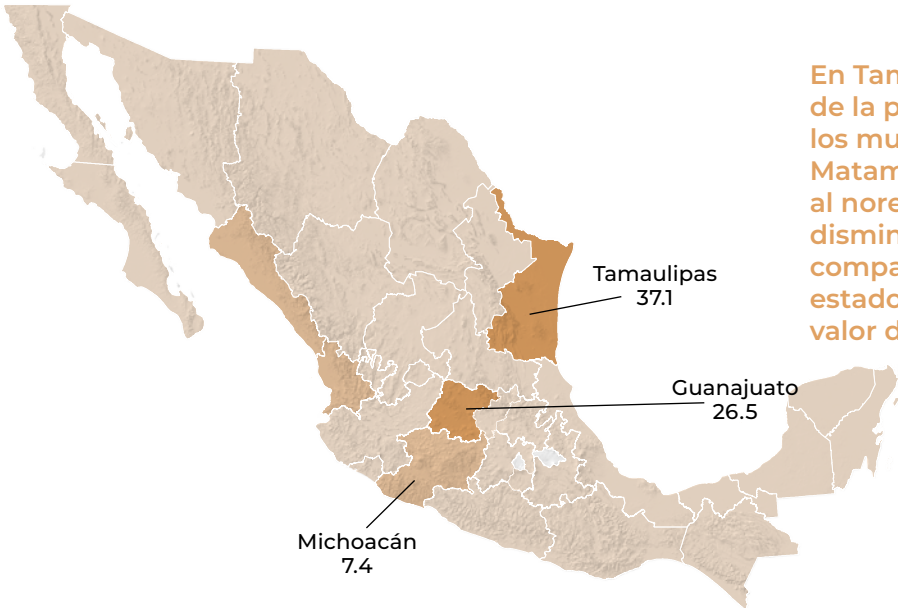 En Tam
de la p
los mu
Matam
al nore
dismin
compa
estado
valor d
Tamaulipas
37.1
Guanajuato
26.5
Michoacán
7.4